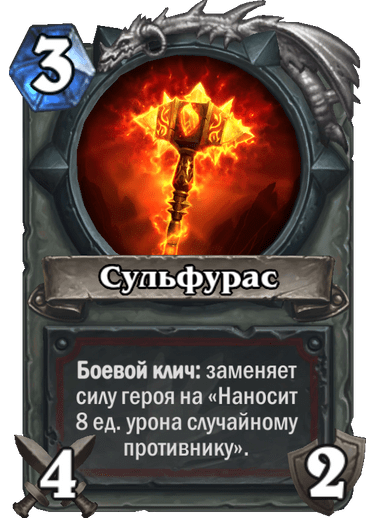 3
Сульфурас
Боевой клич: заменяет
силу героя на «Наносит
8 ед. урона случайному
противнику».
4
2